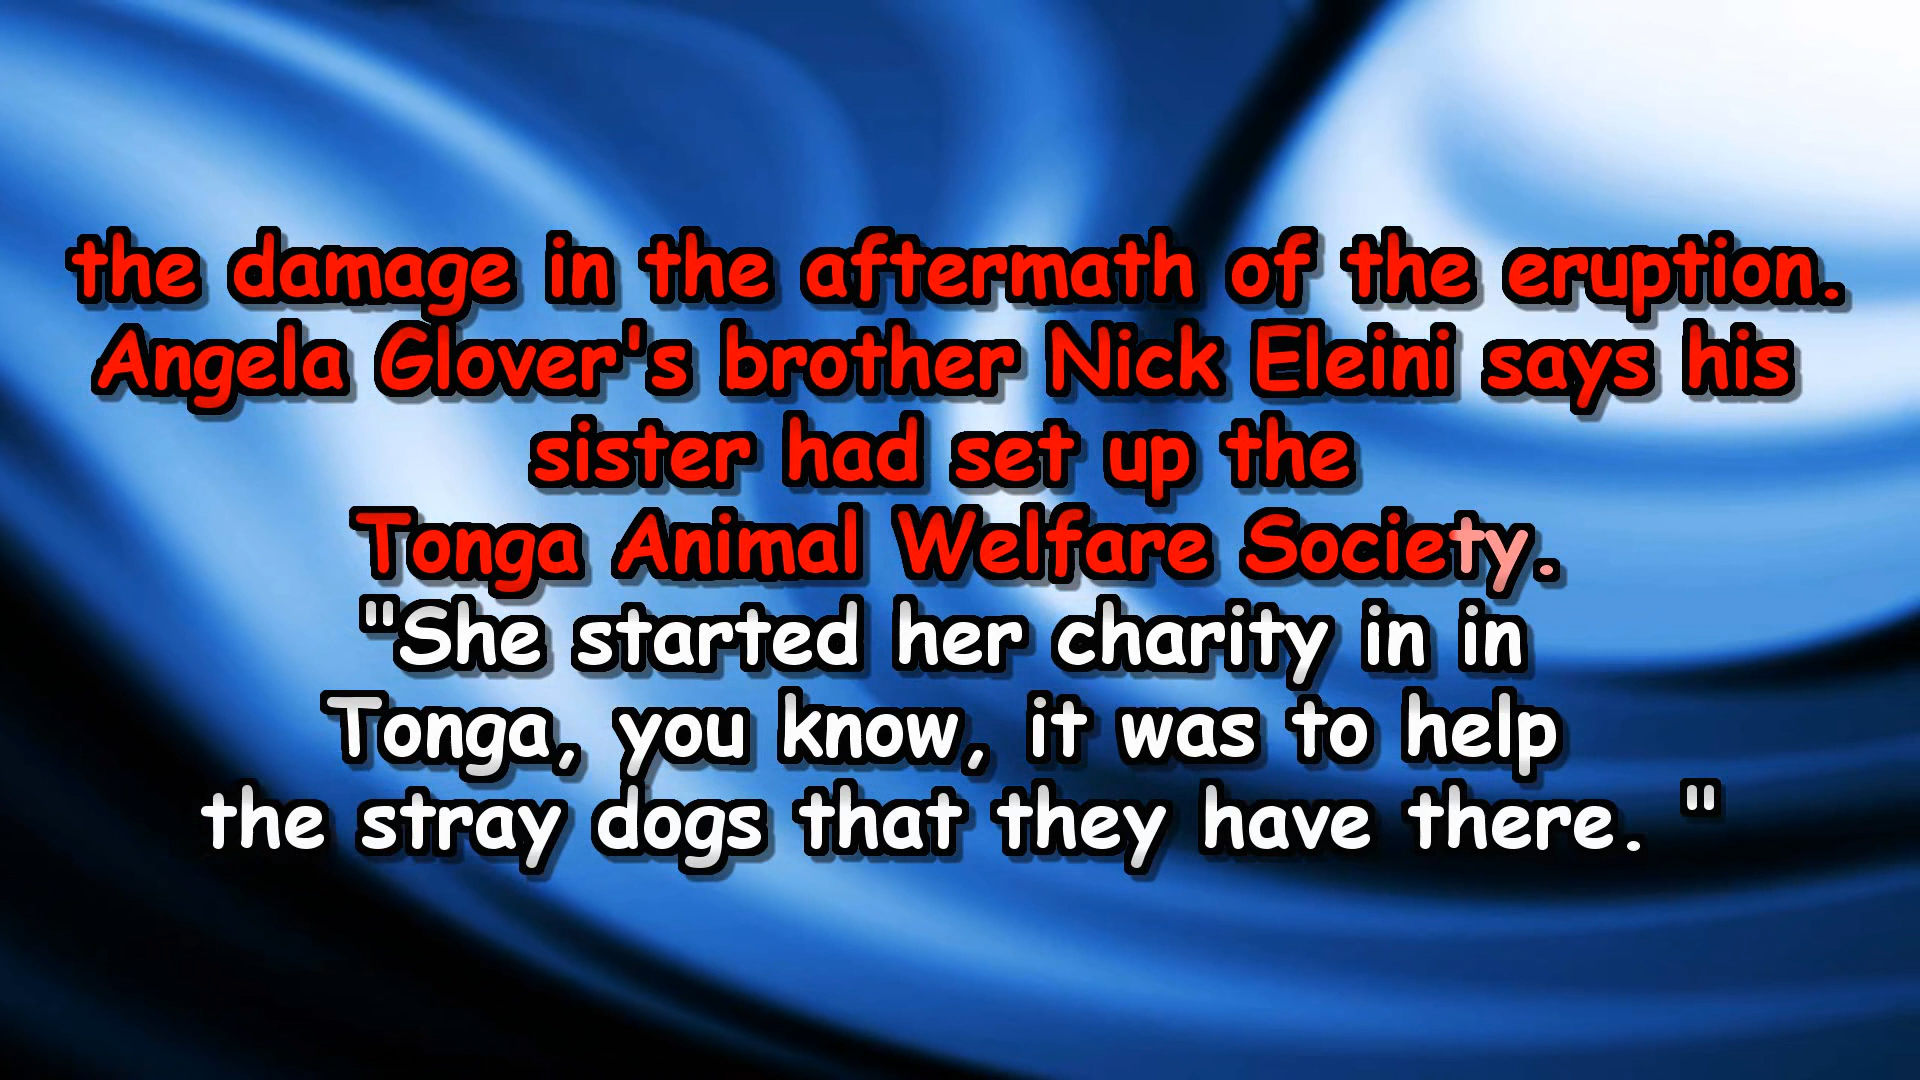 the damage in the aftermath of the eruption.
Angela Glover's brother Nick Eleini says his
sister had set up the
Tonga Animal Welfare Society.
"She started her charity in in
Tonga, you know, it was to help
the stray dogs that they have there. "